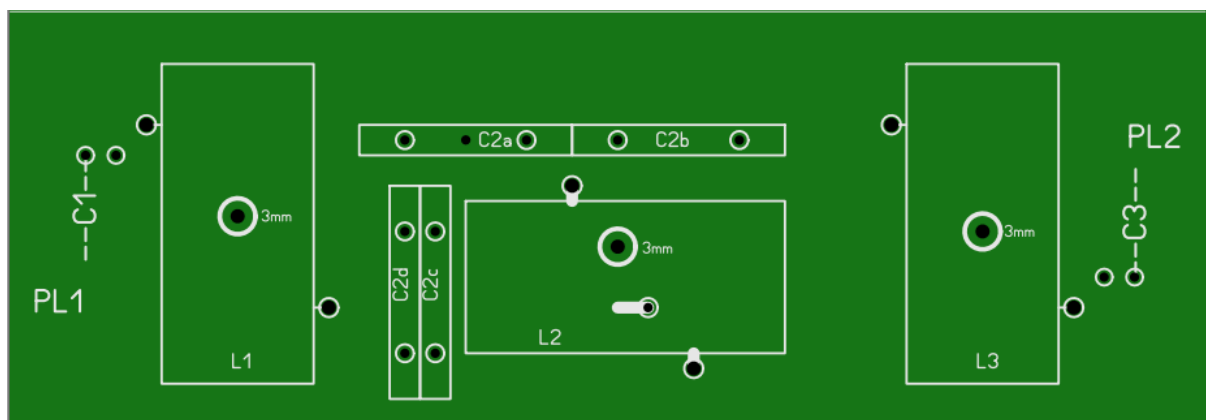 PL1
--C1--
L1
3mm
C2a
C2b
C2d
C2c
L2
3mm
L3
3mm
PL2
--C3--